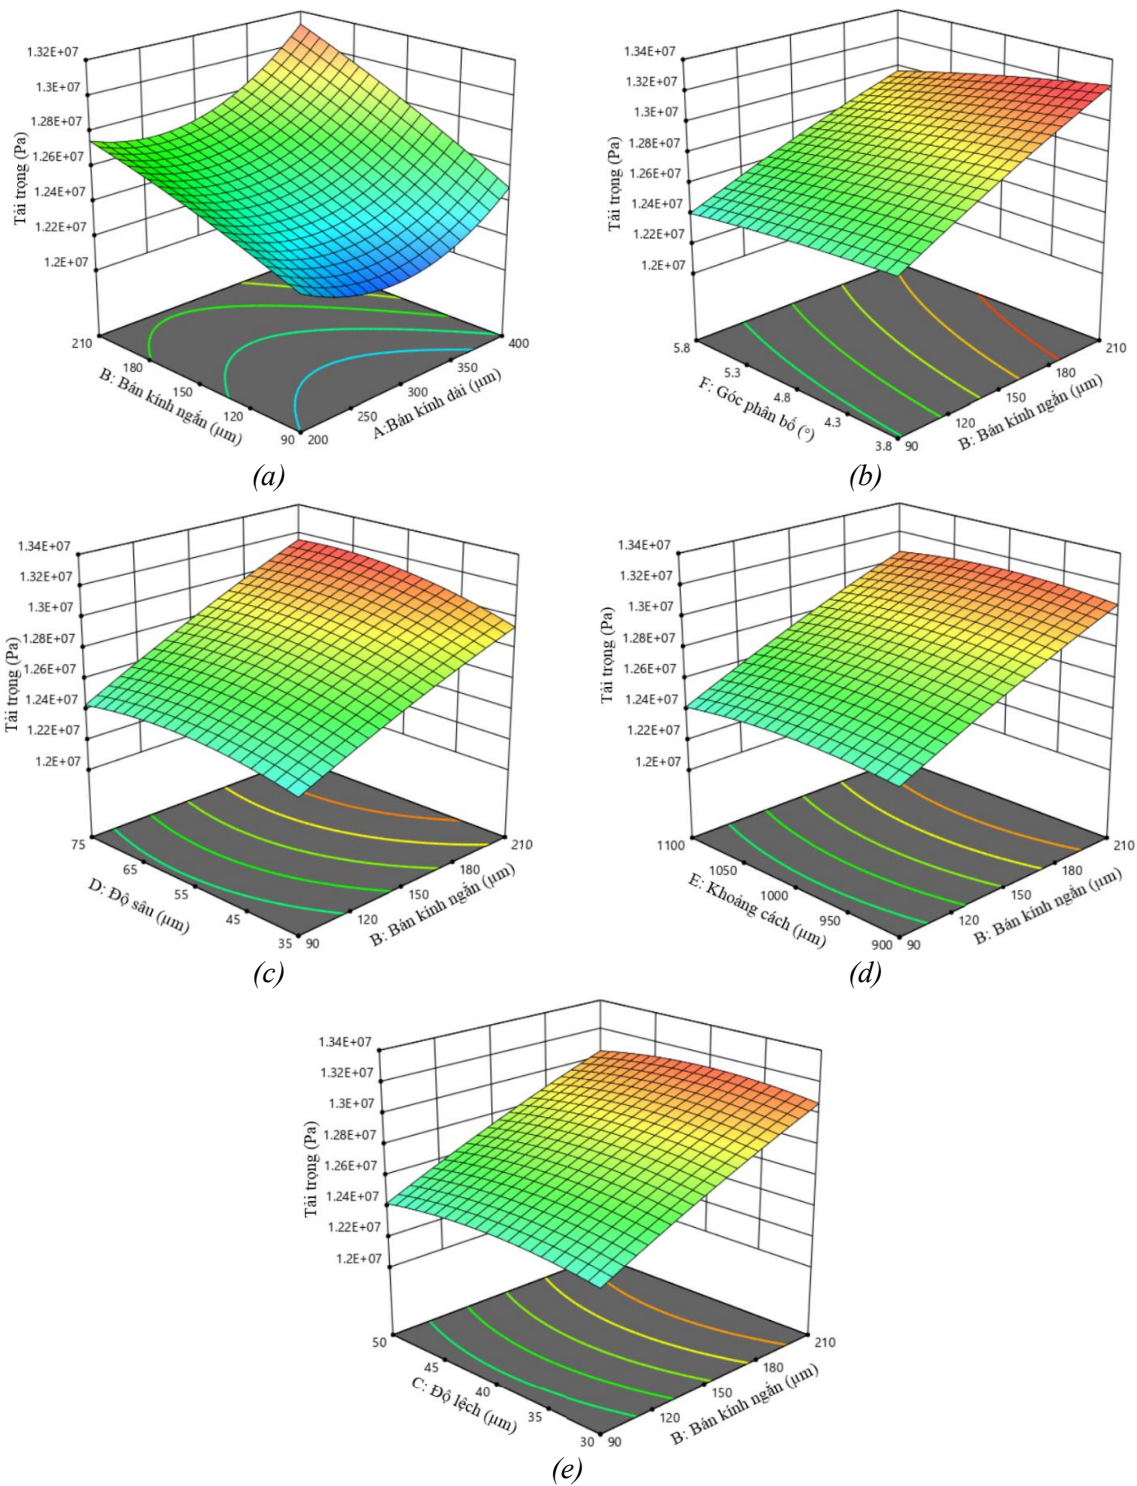 1.32E+07
1.3E+07
1.28E+07
1.26E+07
1.24E+07
1.22E+07
1.2E+07
Tải trọng (Pa)
210
180
150
120
90
B: Bán kính ngắn (µm)
200
250
300
350
400
A:Bán kính dài (µm)
(a)
1.34E+07
1.32E+07
1.3E+07
1.28E+07
1.26E+07
1.24E+07
1.22E+07
1.2E+07
Tải trọng (Pa)
5.8
5.3
4.8
4.3
3.8
F: Góc phân bố (°)
90
120
150
180
210
B: Bán kính ngắn (µm)
(b)
1.34E+07
1.32E+07
1.3E+07
1.28E+07
1.26E+07
1.24E+07
1.22E+07
1.2E+07
Tải trọng (Pa)
75
65
55
45
35
D: Độ sâu (µm)
90
120
150
180
210
B: Bán kính ngắn (µm)
(c)
1.34E+07
1.32E+07
1.3E+07
1.28E+07
1.26E+07
1.24E+07
1.22E+07
1.2E+07
Tải trọng (Pa)
1100
1050
1000
950
900
E: Khoảng cách (µm)
90
120
150
180
210
B: Bán kính ngắn (µm)
(d)
1.34E+07
1.32E+07
1.3E+07
1.28E+07
1.26E+07
1.24E+07
1.22E+07
1.2E+07
Tải trọng (Pa)
50
45
40
35
30
C: Độ lệch (µm)
90
120
150
180
210
B: Bán kính ngắn (µm)
(e)